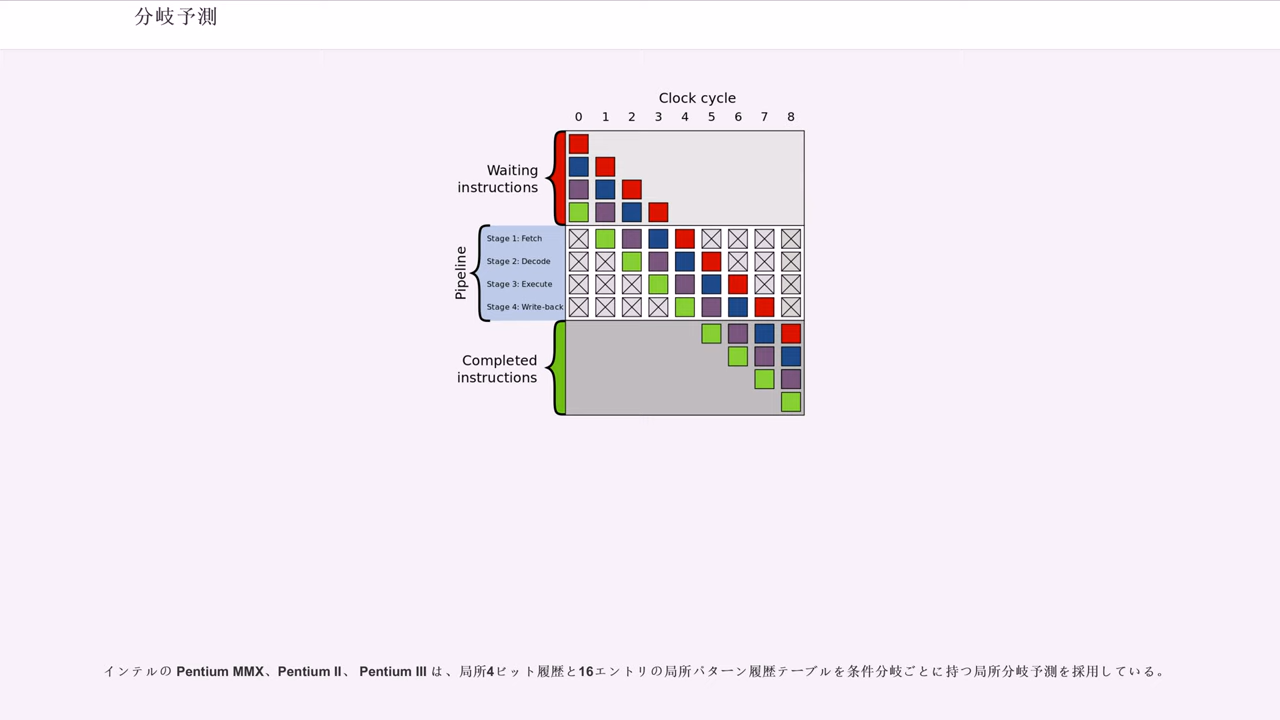 分岐予測
Clock cycle
0 1 2 3 4 5 6 7 8
Waiting
instructions
Pipeline
Stage 1: Fetch
Stage 2: Decode
Stage 3: Execute
Stage 4: Write-back
Completed
instructions
インテルの Pentium MMX、Pentium II、 Pentium III は、局所4ビット履歴と16エントリの局所パターン履歴テーブルを条件分岐ごとに持つ局所分岐予測を採用している。